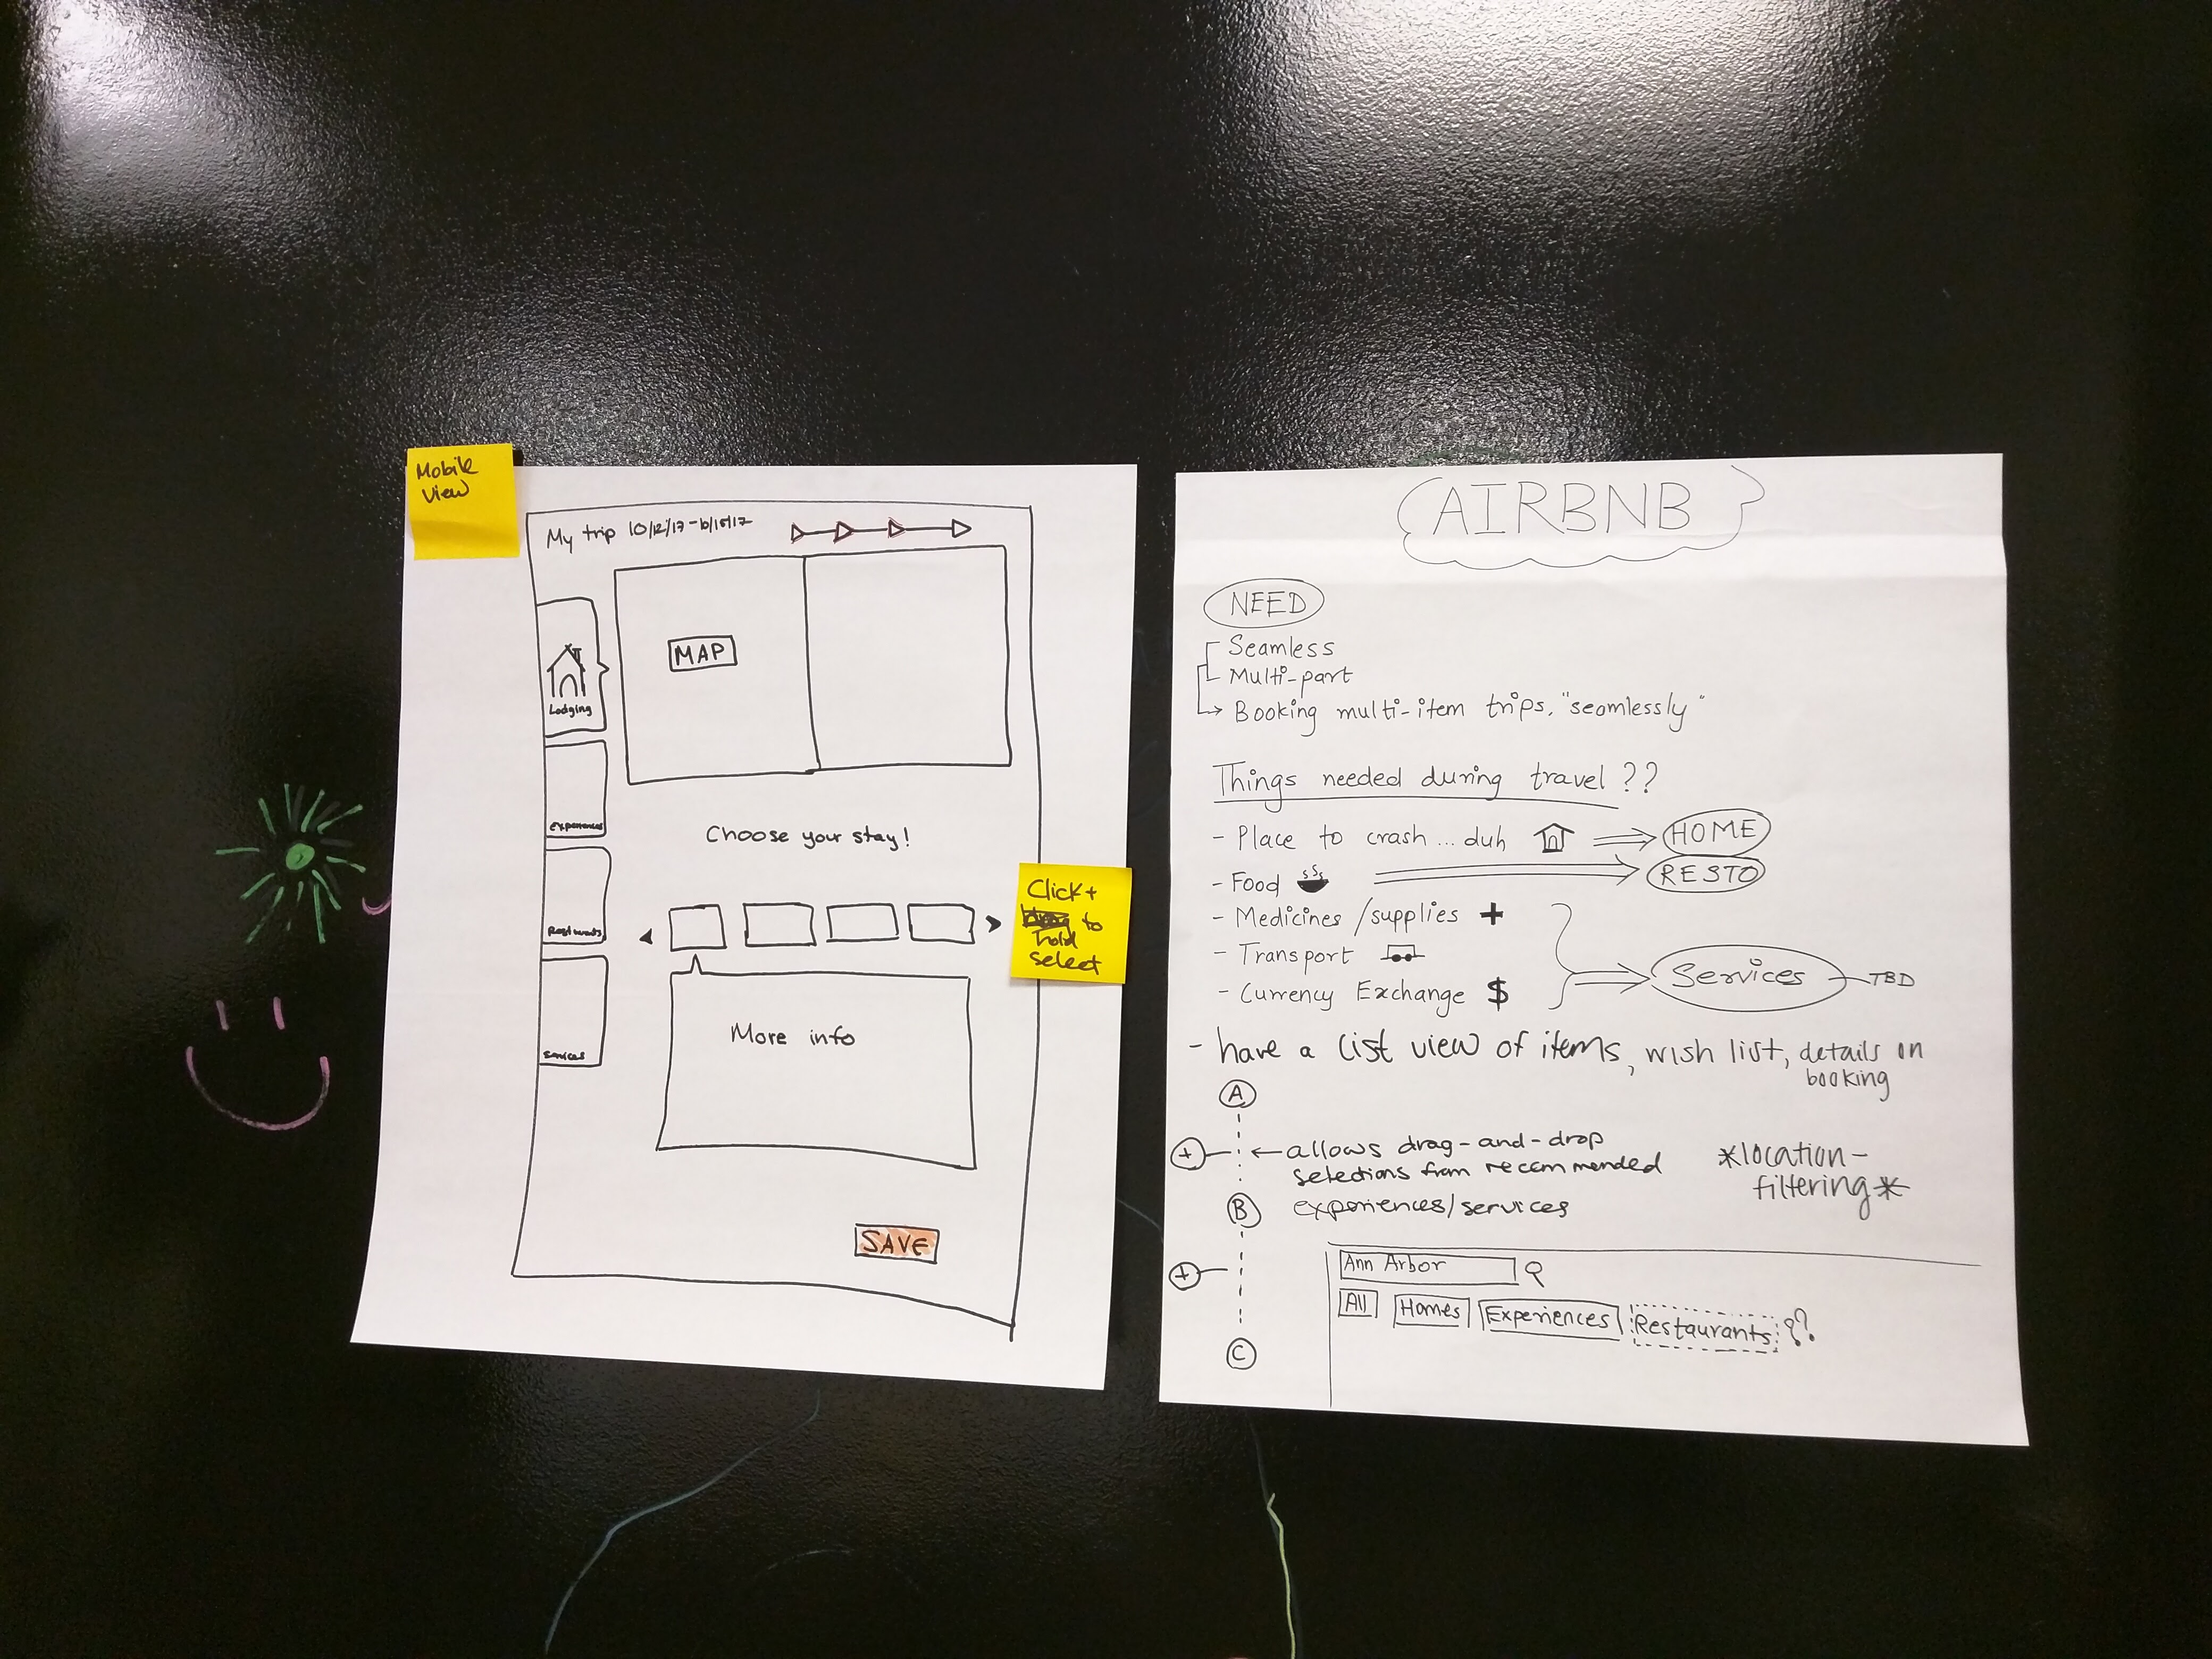 Mobile
View
My trip 10/12/17-10/15/17
MAP
Lodging
Experiences
Restaurants
Services
Choose your stay!
Click +
to
hold
select
More info
SAVE
AIRBNB
NEED
Seamless
Multi-part
Booking multi-item trips, "seomlessly"
Things needed during travel ??
- Place to crash ... duh HOME
- Food RESTO
- Medicines /supplies +
- Transport
- Currency Exchange $
Services TBD
- have a list view of items, wish list, details on
booking
A
+ allows drag-and-drop
selections from recommended
B experiences/services
*location-
filtering*
+
C
Ann Arbor
All Homes Experiences Restaurants ??